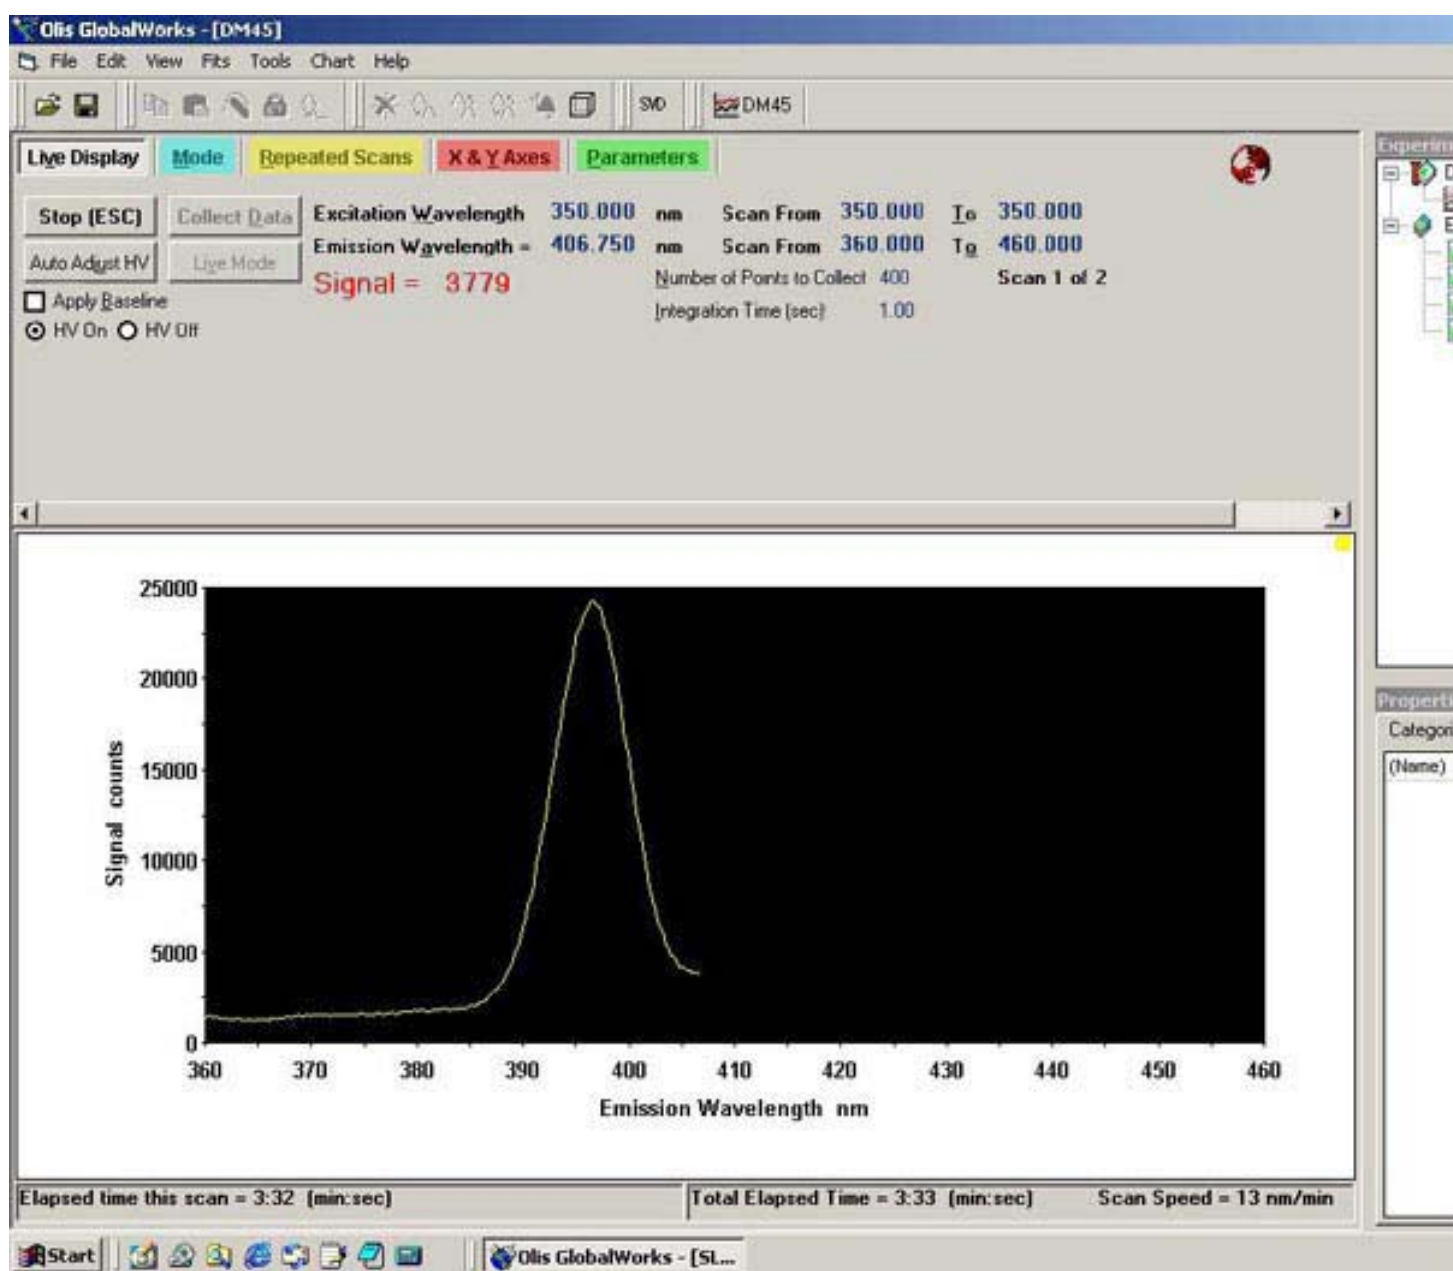 Olis GlobalWorks - [DM45]
File Edit View Fits Tools Chart Help
SVD DM45
Live Display Mode Repeated Scans X & Y Axes Parameters
Stop (ESC) Collect Data Excitation Wavelength 350.000 nm Scan From 350.000 To 350.000
Auto Adjust HV Live Mode Emission Wavelength = 406.750 nm Scan From 360.000 To 460.000
Signal = 3779 Number of Points to Collect 400 Scan 1 of 2
Apply Baseline Integration Time (sec) 1.00
HV On HV Off
25000
20000
15000
10000
5000
0
Signal counts
360 370 380 390 400 410 420 430 440 450 460
Emission Wavelength nm
Elapsed time this scan = 3:32 (min:sec) Total Elapsed Time = 3:33 (min:sec) Scan Speed = 13 nm/min
Start Olis GlobalWorks - [SL...
Experim
D
E
Properti
Categori
(Name)